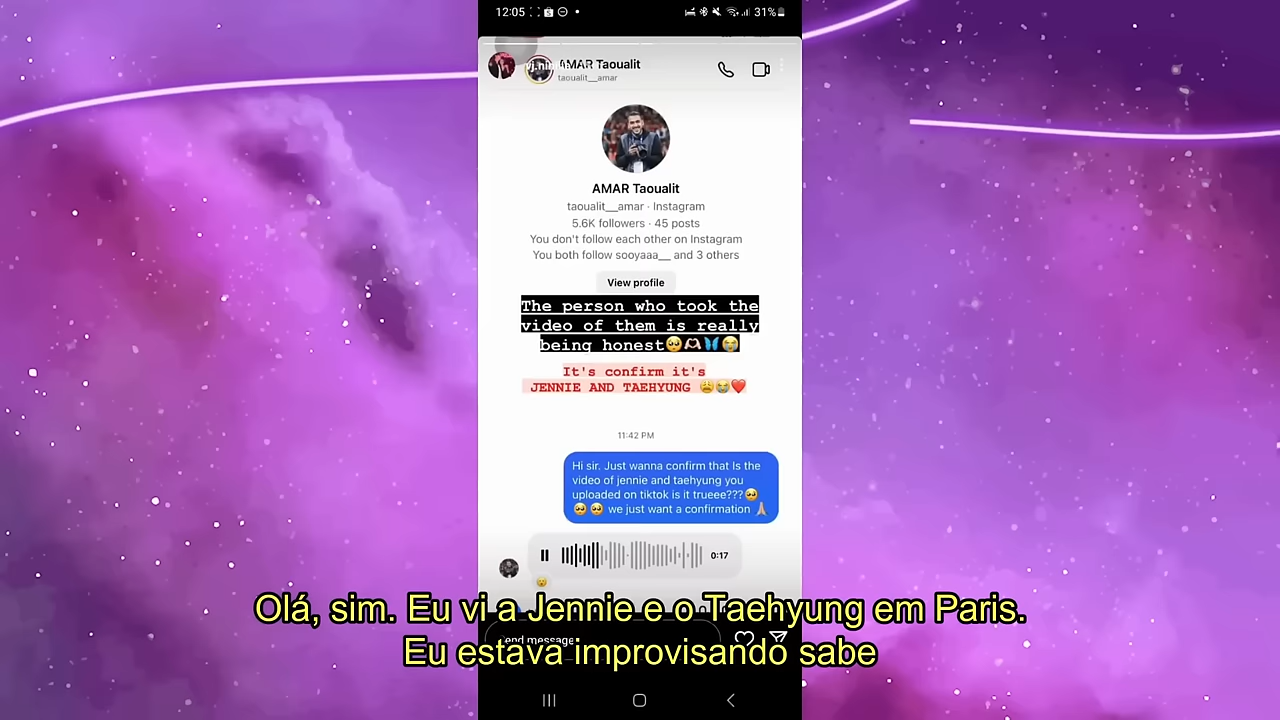 12:05
31%
AMAR Taoualit
taoualit__amar
AMAR Taoualit
taoualit__amar · Instagram
5.6K followers · 45 posts
You don't follow each other on Instagram
You both follow sooyaaa__ and 3 others
View profile
The person who took the
video of them is really
being honest🥺🫶🏻🦋😭
It's confirm it's
JENNIE AND TAEHYUNG 😩😭❤️
11:42 PM
Hi sir. Just wanna confirm that Is the
video of jennie and taehyung you
uploaded on tiktok is it trueee???🥺
🥺 🥺 we just want a confirmation 🙏🏼
0:17
Olá, sim. Eu vi a Jennie e o Taehyung em Paris.
Send message
Eu estava improvisando sabe